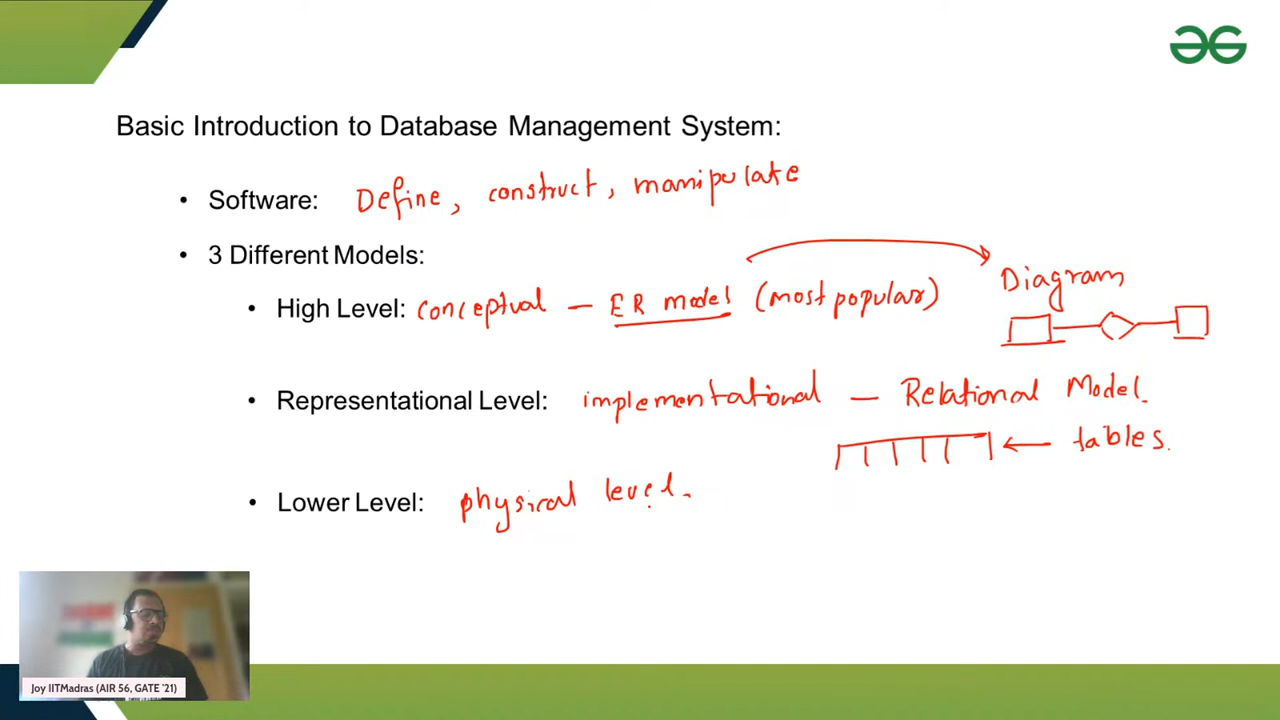 Basic Introduction to Database Management System:
• Software: Define, construct, manipulate
• 3 Different Models:
• High Level: conceptual – ER model (most popular) Diagram
• Representational Level: implementational – Relational Model.
tables.
• Lower Level: physical level.
Joy IITMadras (AIR 56, GATE '21)